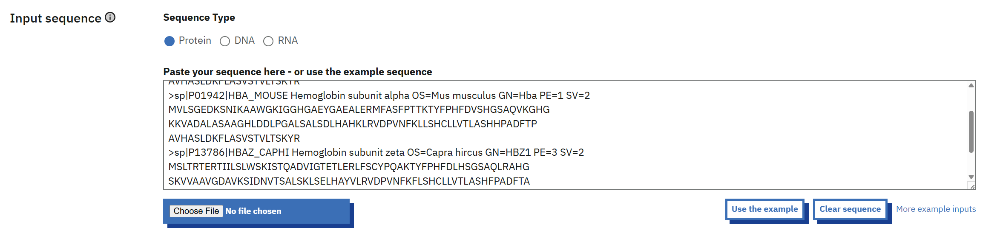 Input sequence
Sequence Type
Protein DNA RNA
Paste your sequence here - or use the example sequence
AVHASLDKFLASVSTVLTSKYR
>sp|P01942|HBA_MOUSE Hemoglobin subunit alpha OS=Mus musculus GN=Hba PE=1 SV=2
MVLSGEDKSNIKAAWGKIGGHGAEYGAEALERMFASFPTTKTYFPHFDVSHGSAQVKGHG
KKVADALASAAGHLDDLPGALSALSDLHAHKLRVDPVNFKLLSHCLLVTLASHHPADFTP
AVHASLDKFLASVSTVLTSKYR
>sp|P13786|HBAZ_CAPHI Hemoglobin subunit zeta OS=Capra hircus GN=HBZ1 PE=3 SV=2
MSLTRTERTIILSLWSKISTQADVIGTETLERLFSCYPQAKTYFPHFDLHSGSAQLRAHG
SKVVAAVGDAVKSIDNVTSALSKLSELHAYVLRVDPVNFKFLSHCLLVTLASHFPADFTA
Choose File No file chosen
Use the example
Clear sequence
More example inputs